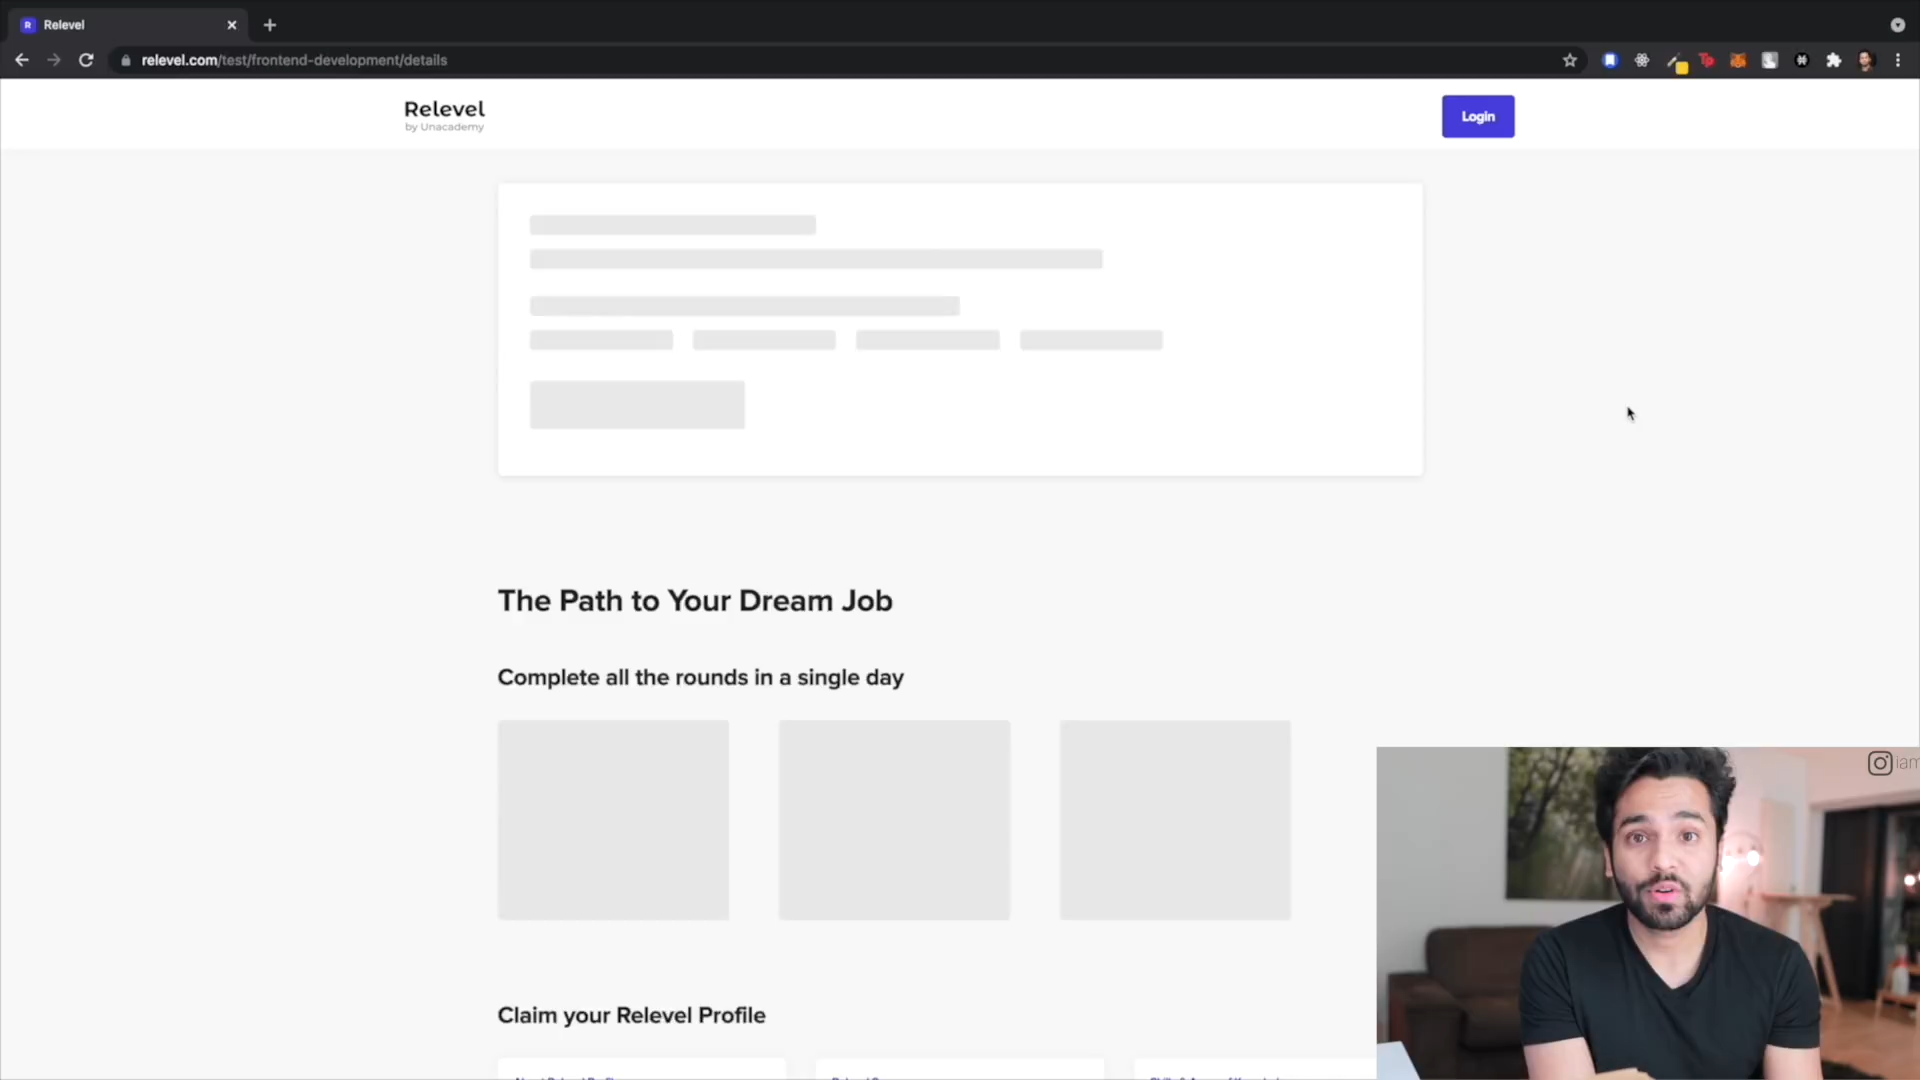 Relevel
relevel.com/test/frontend-development/details
Relevel
by Unacademy
Login
The Path to Your Dream Job
Complete all the rounds in a single day
iam
Claim your Relevel Profile